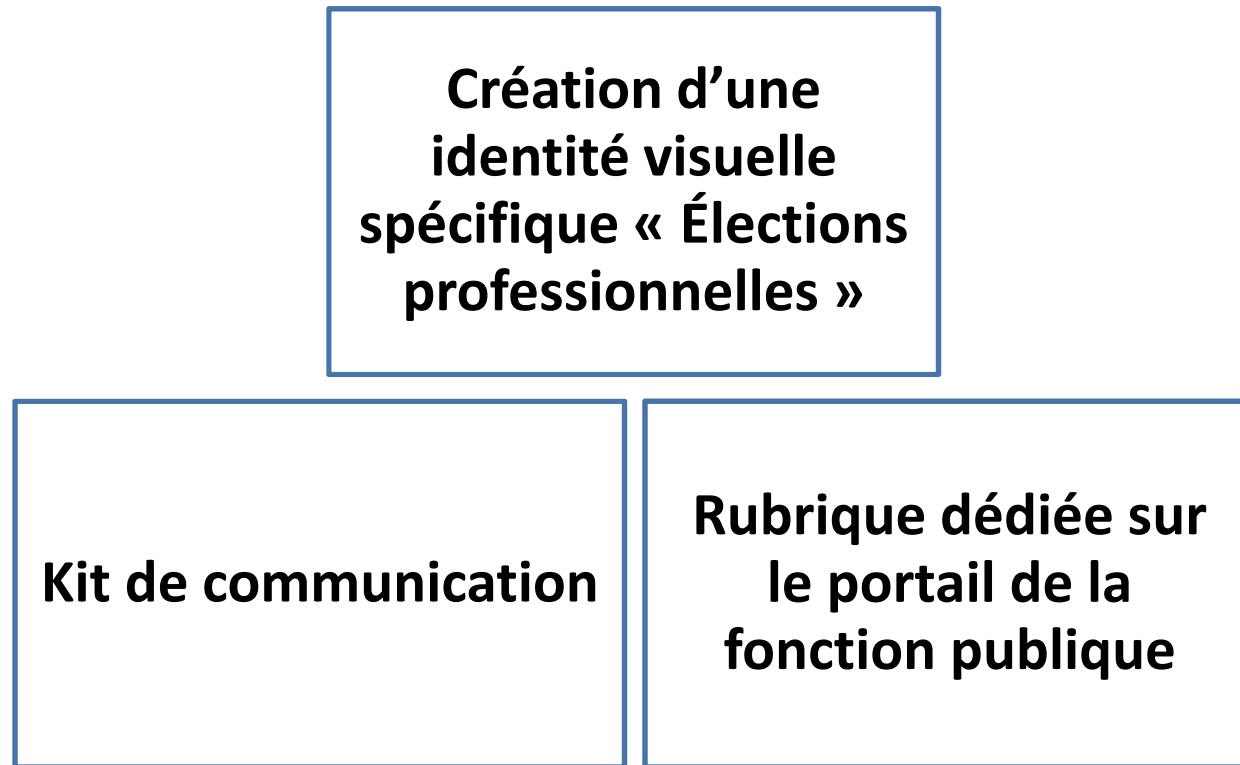 Création d’une
identité visuelle
spécifique « Élections
professionnelles »
Kit de communication
Rubrique dédiée sur
le portail de la
fonction publique